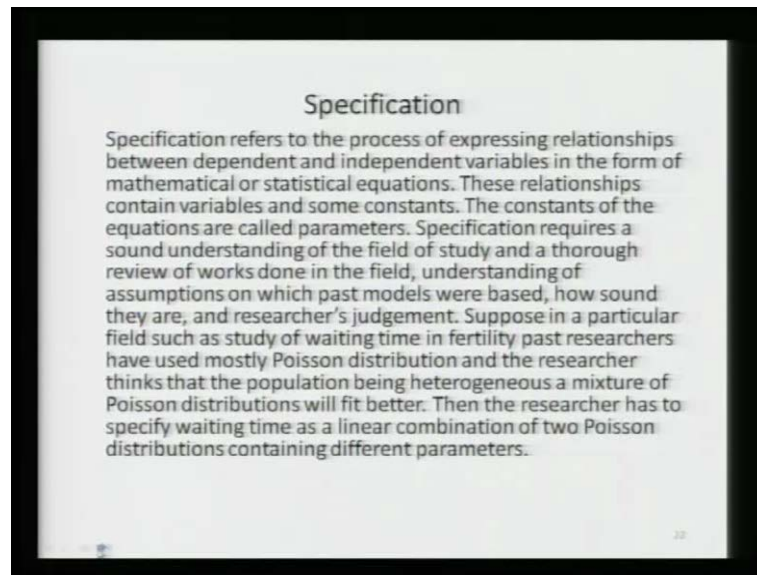 Specification
Specification refers to the process of expressing relationships
between dependent and independent variables in the form of
mathematical or statistical equations. These relationships
contain variables and some constants. The constants of the
equations are called parameters. Specification requires a
sound understanding of the field of study and a thorough
review of works done in the field, understanding of
assumptions on which past models were based, how sound
they are, and researcher's judgement. Suppose in a particular
field such as study of waiting time in fertility past researchers
have used mostly Poisson distribution and the researcher
thinks that the population being heterogeneous a mixture of
Poisson distributions will fit better. Then the researcher has to
specify waiting time as a linear combination of two Poisson
distributions containing different parameters.